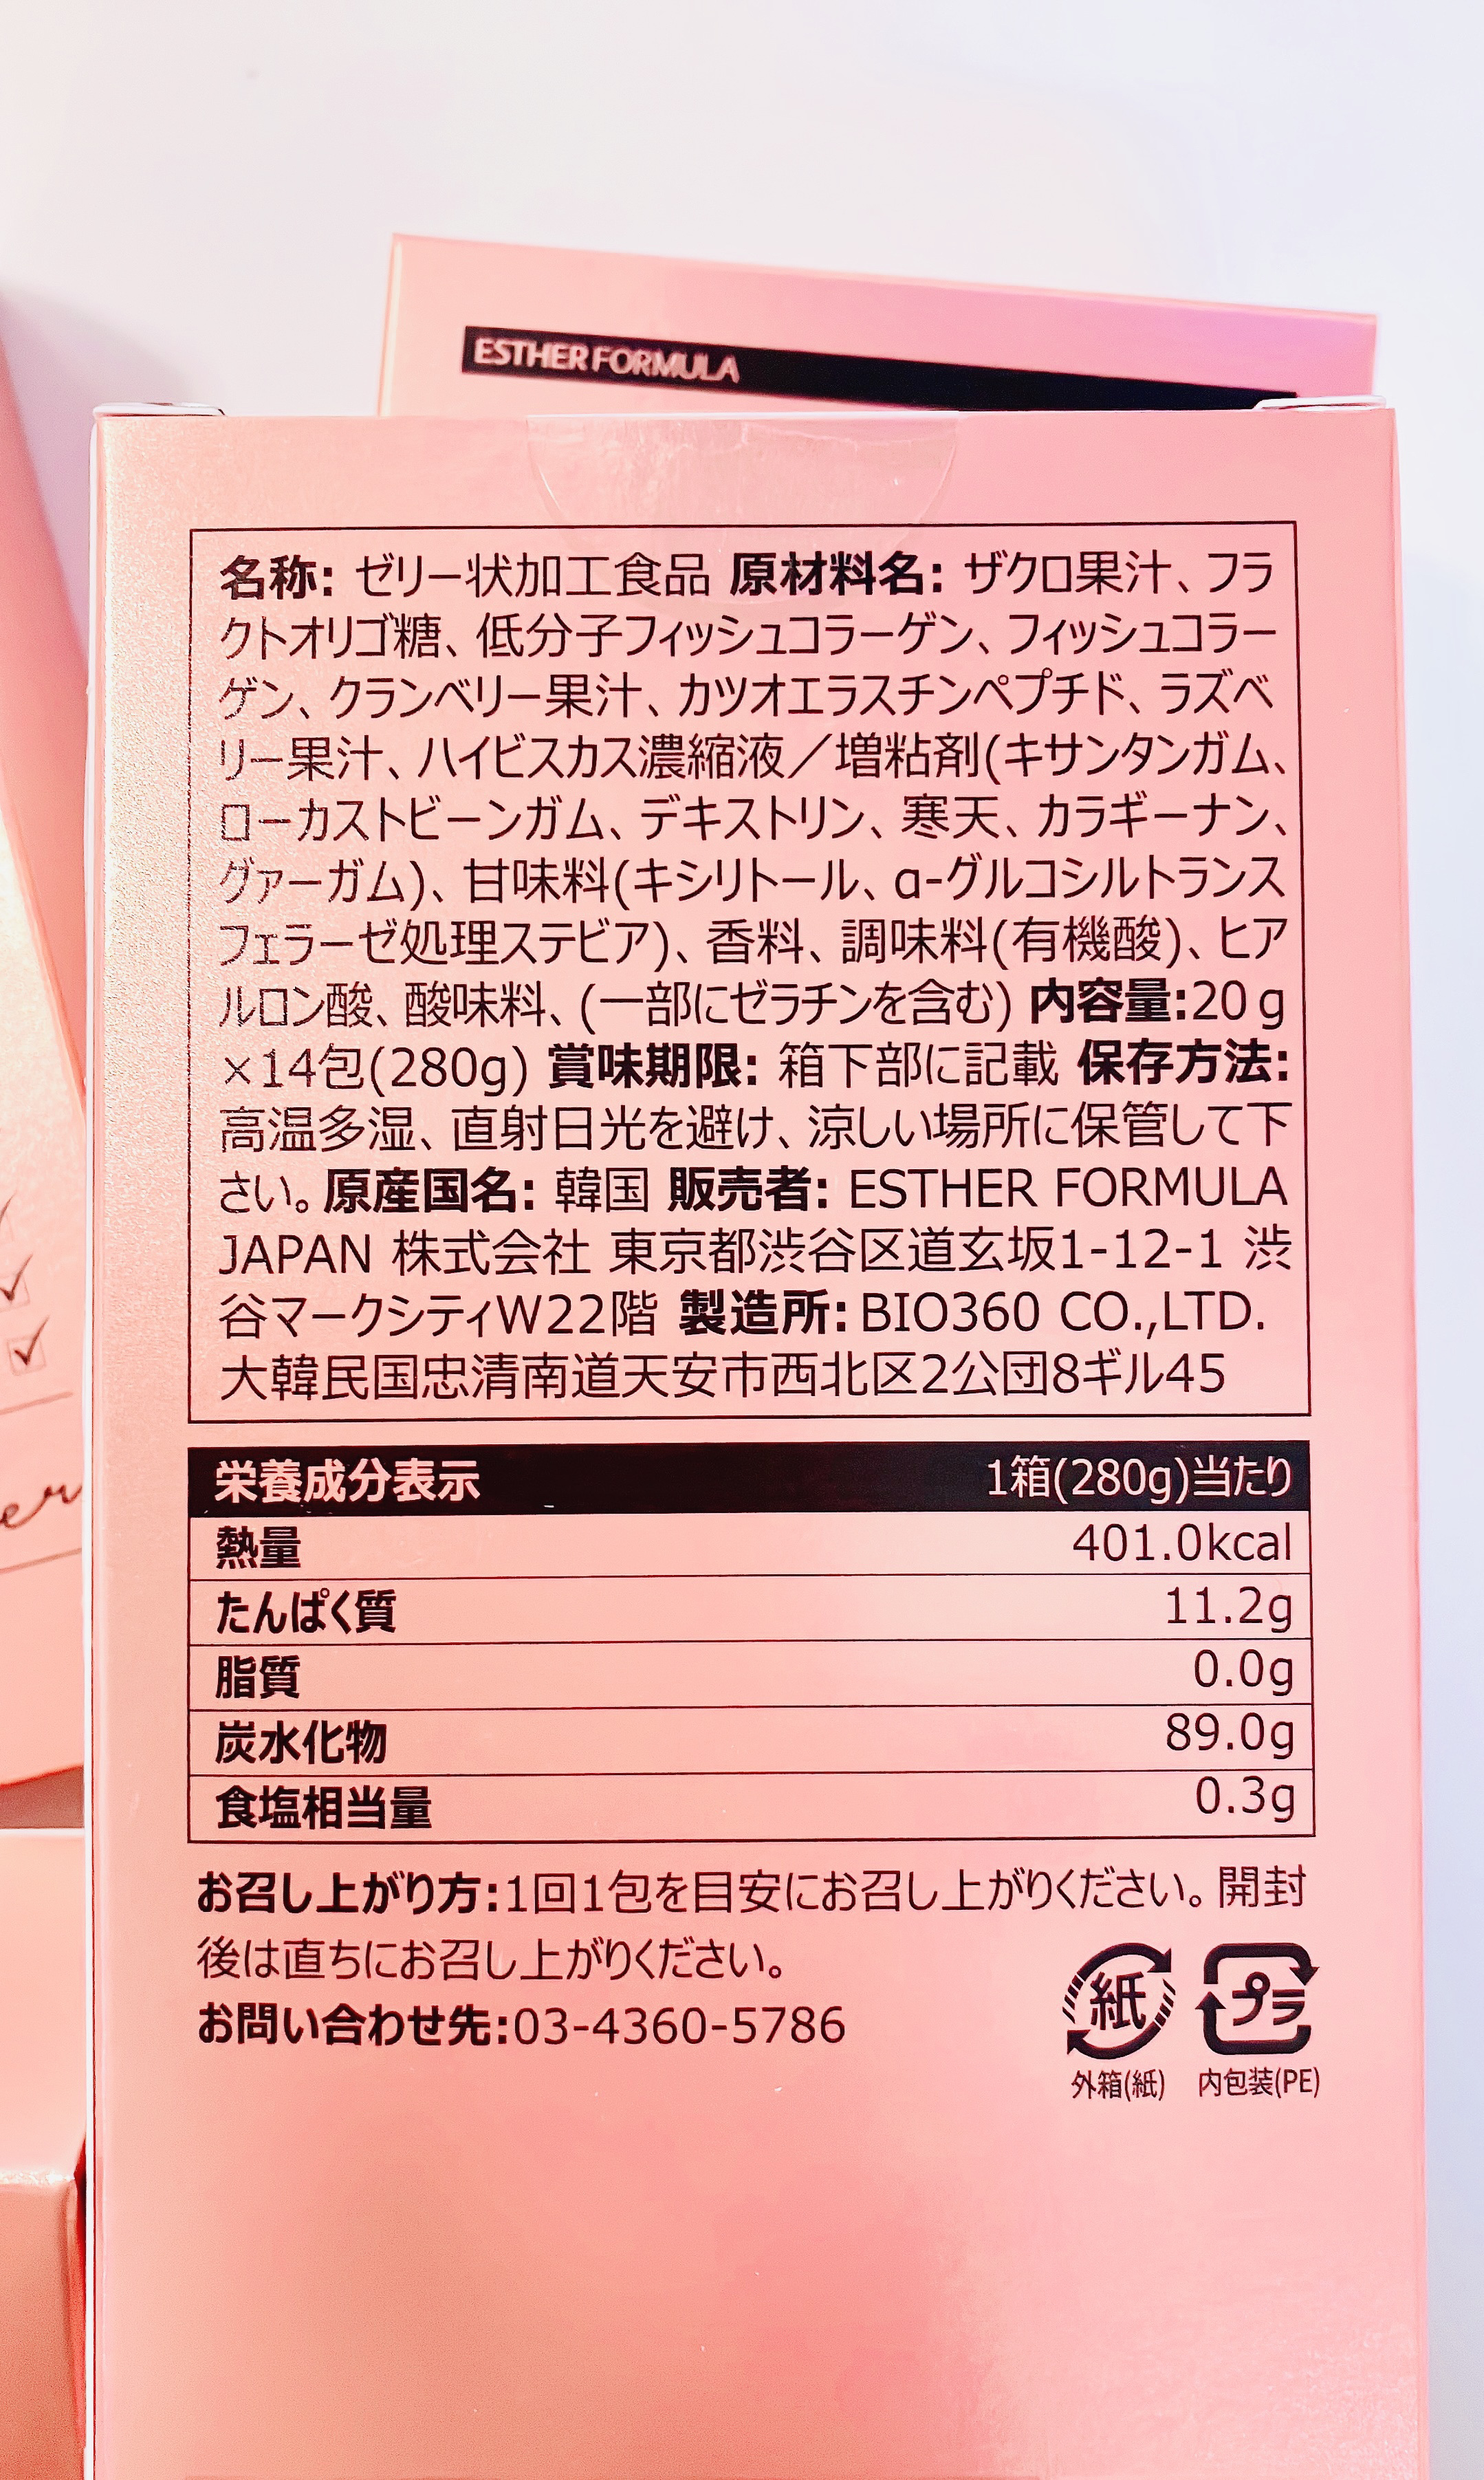 ESTHER FORMULA
名称: ゼリー状加工食品 原材料名: ザクロ果汁、フラ
クトオリゴ糖、低分子フィッシュコラーゲン、フィッシュコラー
ゲン、クランベリー果汁、カツオエラスチンペプチド、ラズベ
リー果汁、ハイビスカス濃縮液／増粘剤(キサンタンガム、
ローカストビーンガム、デキストリン、寒天、カラギーナン、
グァーガム)、甘味料(キシリトール、α-グルコシルトランス
フェラーゼ処理ステビア)、香料、調味料(有機酸)、ヒア
ルロン酸、酸味料、(一部にゼラチンを含む) 内容量:20g
×14包(280g) 賞味期限: 箱下部に記載 保存方法:
高温多湿、直射日光を避け、涼しい場所に保管して下
さい。原産国名: 韓国 販売者: ESTHER FORMULA
JAPAN 株式会社 東京都渋谷区道玄坂1-12-1 渋
谷マークシティW22階 製造所: BIO360 CO.,LTD.
大韓民国忠清南道天安市西北区2公団8ギル45
栄養成分表示 1箱(280g)当たり
熱量 401.0kcal
たんぱく質 11.2g
脂質 0.0g
炭水化物 89.0g
食塩相当量 0.3g
お召し上がり方:1回1包を目安にお召し上がりください。開封
後は直ちにお召し上がりください。
お問い合わせ先:03-4360-5786
紙 プラ
外箱(紙) 内包装(PE)
er